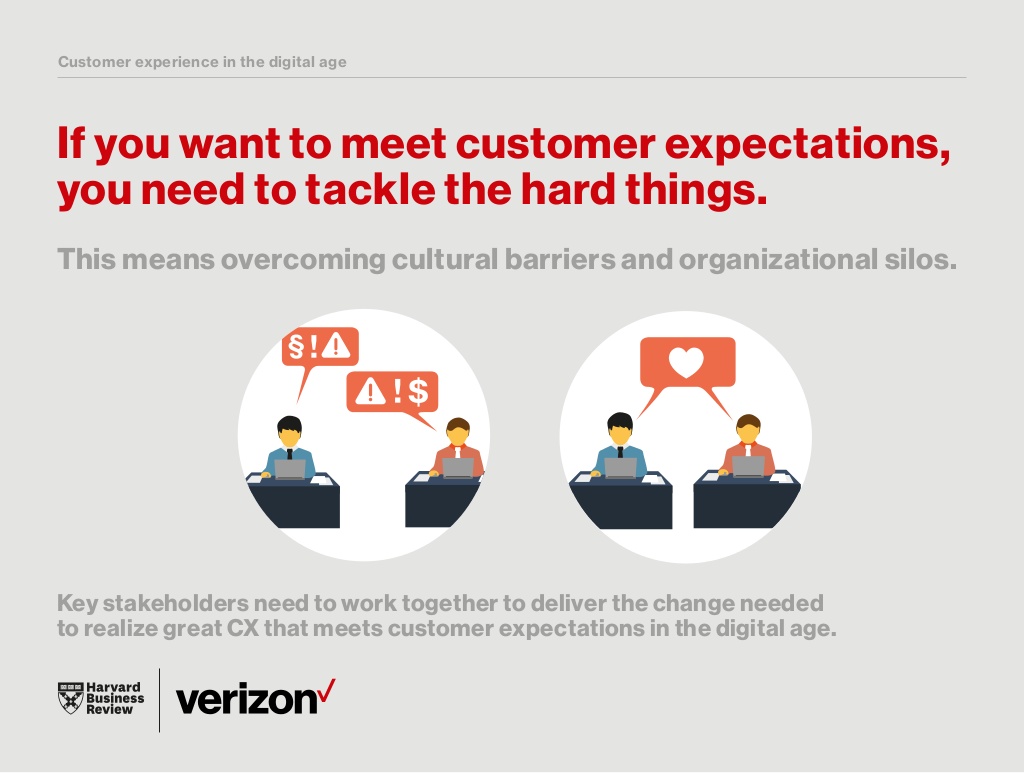 Customer experience in the digital age
If you want to meet customer expectations,
you need to tackle the hard things.
This means overcoming cultural barriers and organizational silos.
§!⚠
⚠!$
Key stakeholders need to work together to deliver the change needed
to realize great CX that meets customer expectations in the digital age.
Harvard
Business
Review
verizon✓